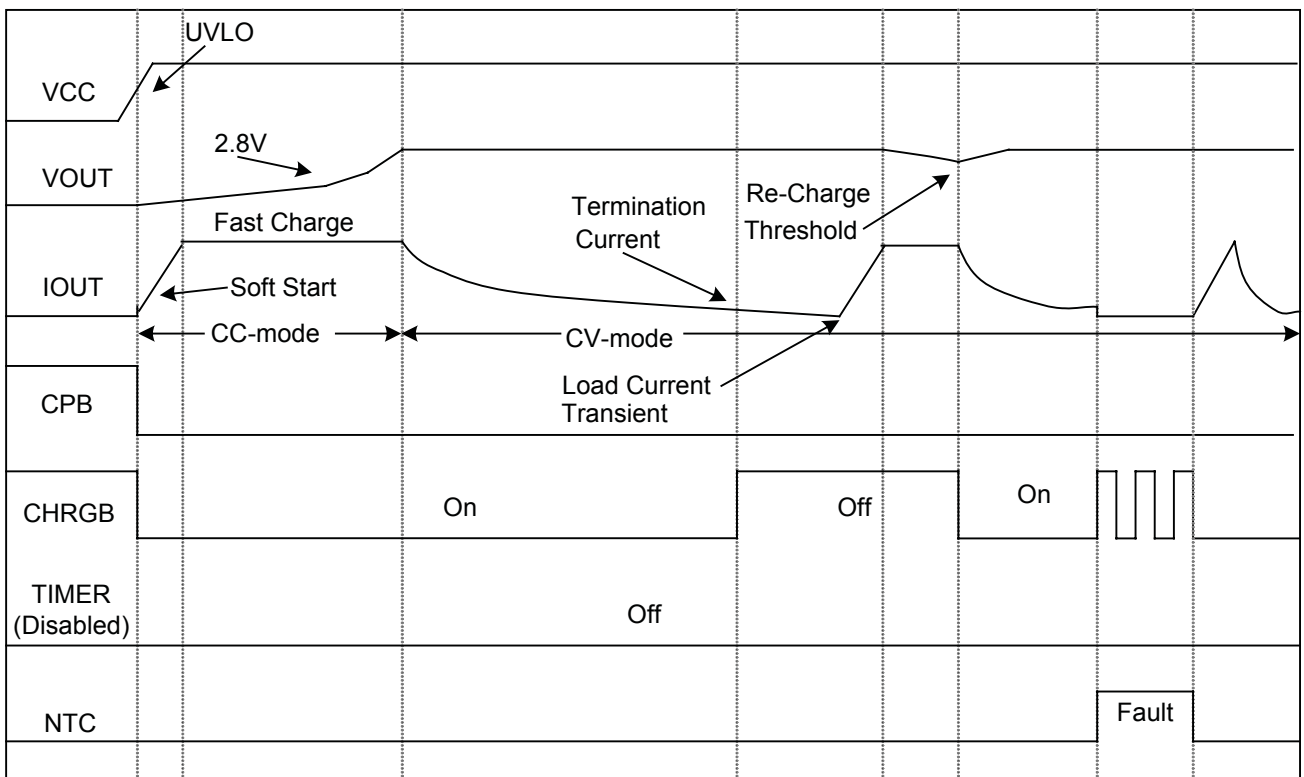 UVLO
VCC
2.8V
VOUT
Re-Charge
Threshold
Termination
Current
Fast Charge
IOUT
Soft Start
CC-mode
CV-mode
Load Current
Transient
CPB
CHRGB
On
Off
On
TIMER
(Disabled)
Off
NTC
Fault